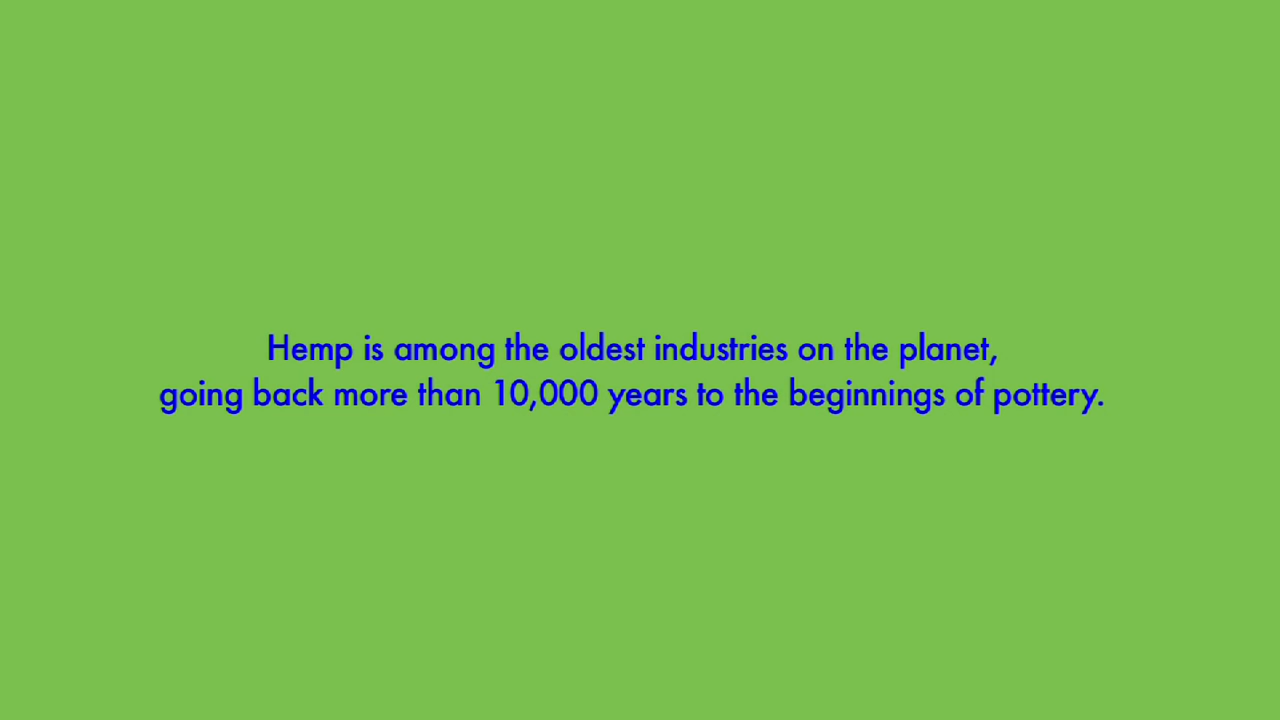 Hemp is among the oldest industries on the planet,
going back more than 10,000 years to the beginnings of pottery.